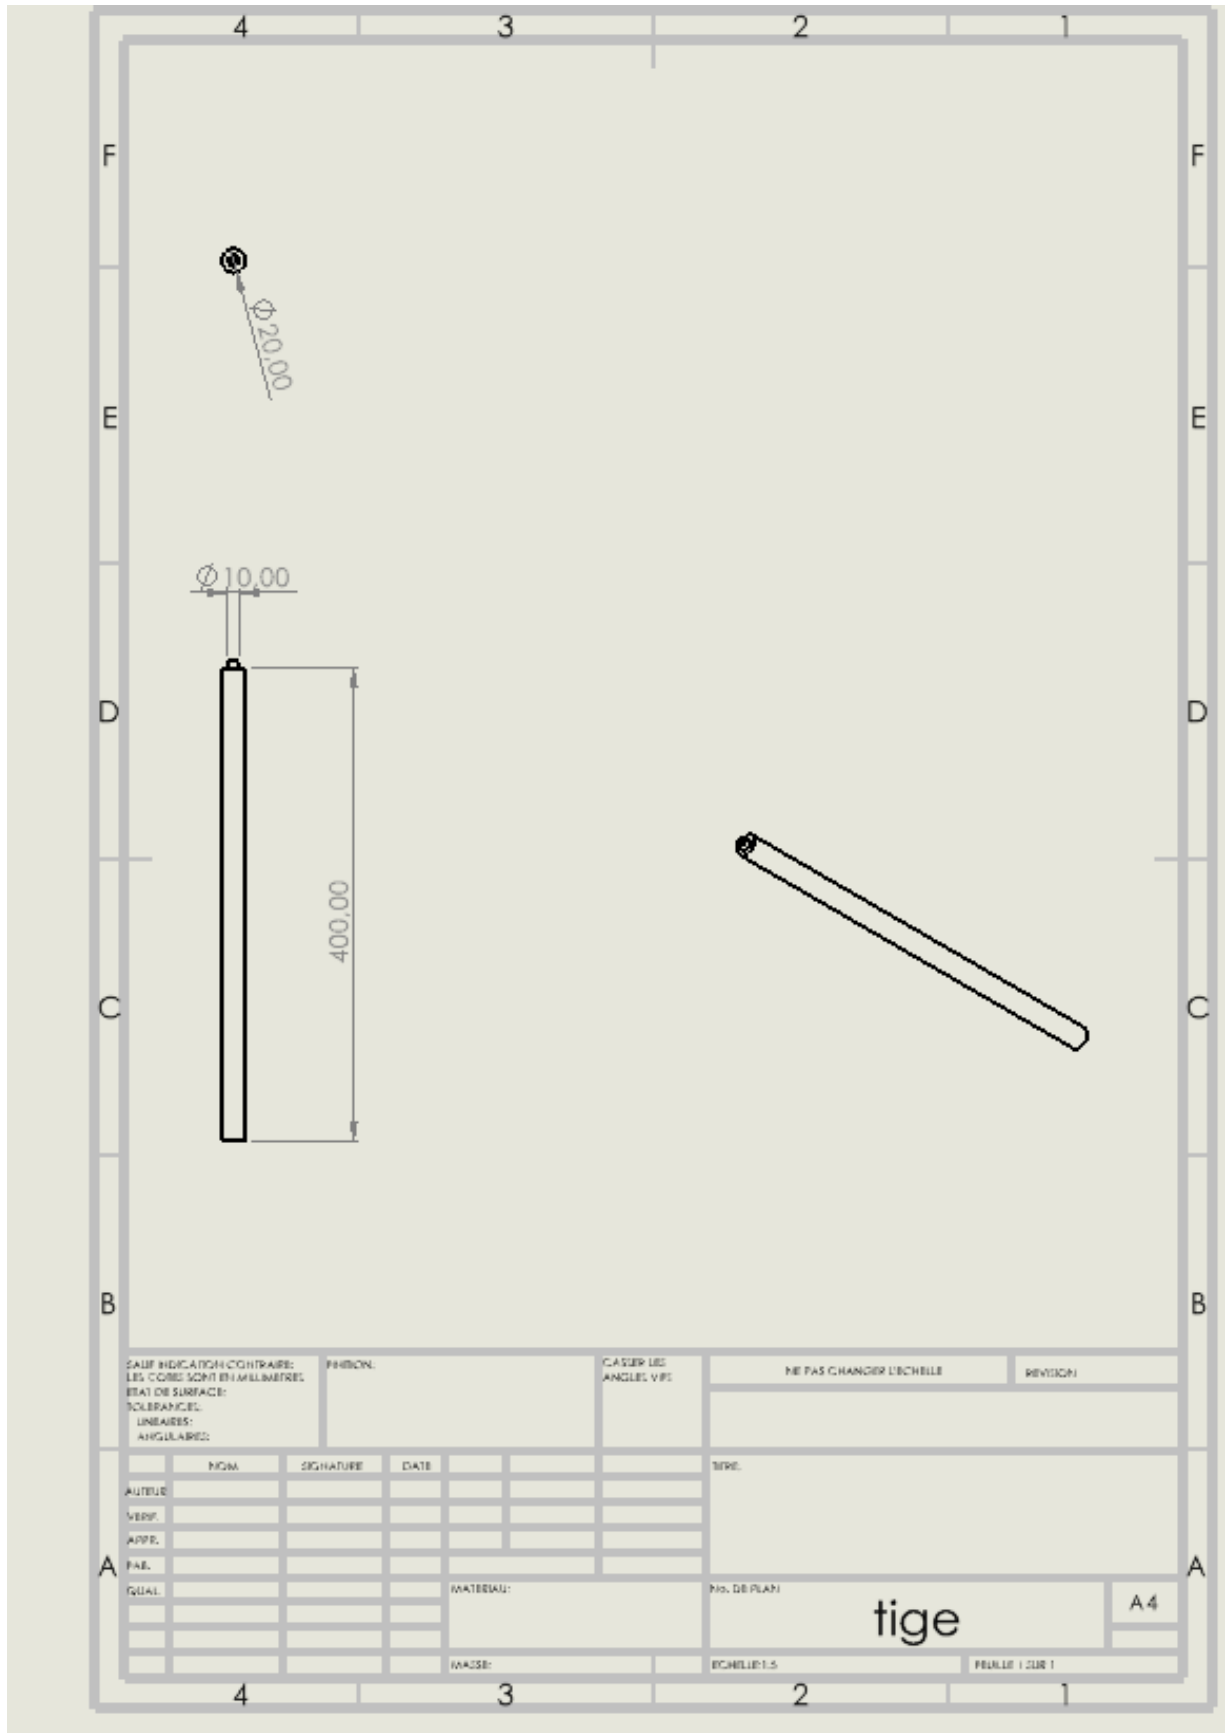 4 3 2 1
F F
Ø20,00
E E
Ø10,00
D D
400,00
C C
B B
SAUF INDICATION CONTRAIRE:
LES COTES SONT EN MILLIMETRES
ETAT DE SURFACE:
TOLERANCES:
LINEAIRES:
ANGULAIRES:
FINITION:
CASSER LES
ANGLES VIFS
NE PAS CHANGER L'ECHELLE
REVISION
NOM SIGNATURE DATE
TITRE:
AUTEUR
VERIF.
APPR.
A A
FAB.
QUAL.
MATERIAU:
No. DE PLAN
tige
A4
MASSE:
ECHELLE:1:5
FEUILLE 1 SUR 1
4 3 2 1